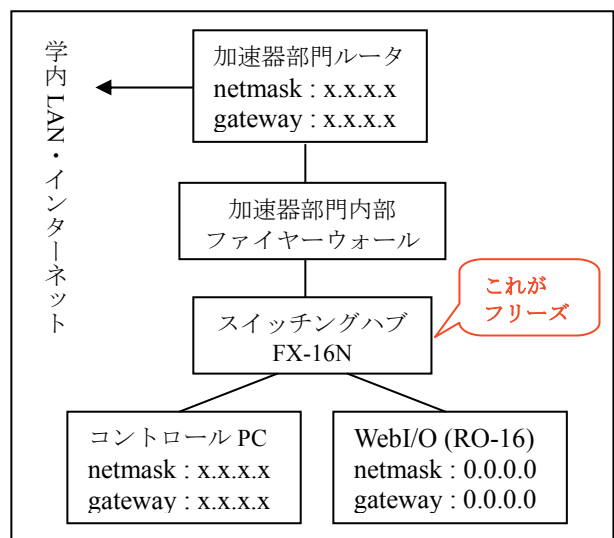 学内 LAN・インターネット
加速器部門ルータ
netmask : x.x.x.x
gateway : x.x.x.x
加速器部門内部
ファイヤーウォール
これが
フリーズ
スイッチングハブ
FX-16N
コントロール PC
netmask : x.x.x.x
gateway : x.x.x.x
WebI/O (RO-16)
netmask : 0.0.0.0
gateway : 0.0.0.0